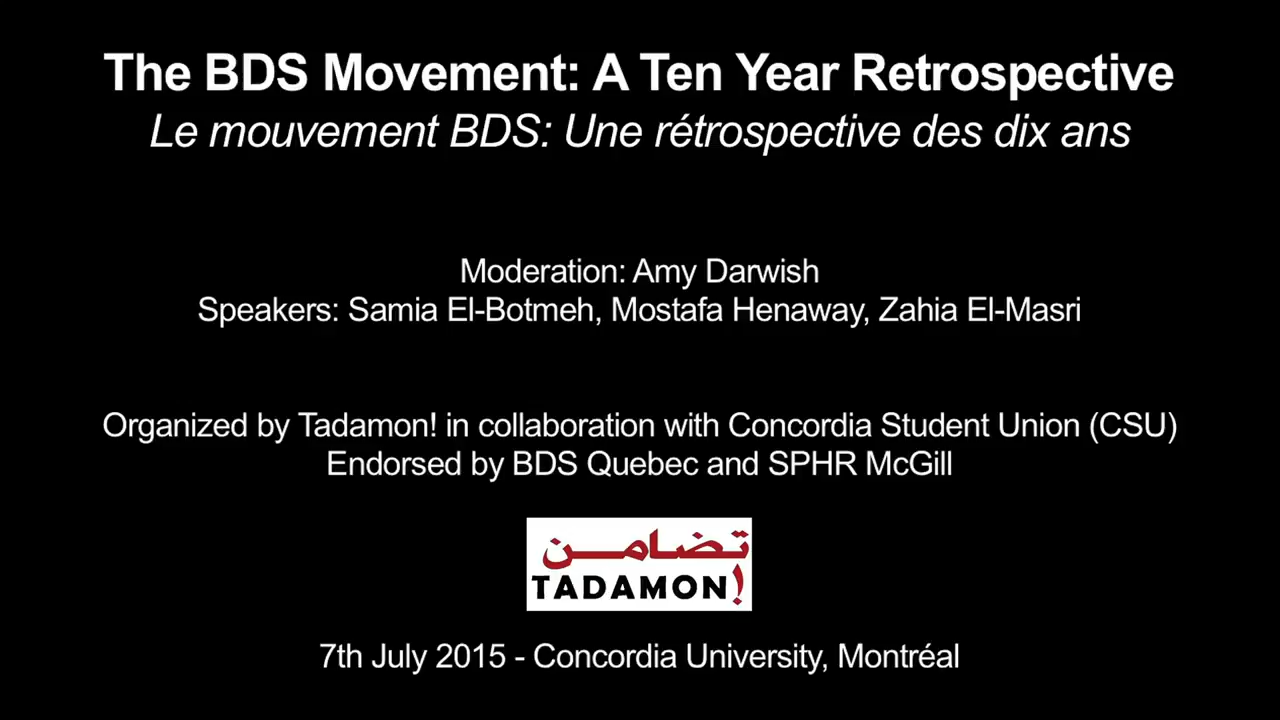 The BDS Movement: A Ten Year Retrospective
Le mouvement BDS: Une rétrospective des dix ans
Moderation: Amy Darwish
Speakers: Samia El-Botmeh, Mostafa Henaway, Zahia El-Masri
Organized by Tadamon! in collaboration with Concordia Student Union (CSU)
Endorsed by BDS Quebec and SPHR McGill
تضامن
TADAMON!
7th July 2015 - Concordia University, Montréal